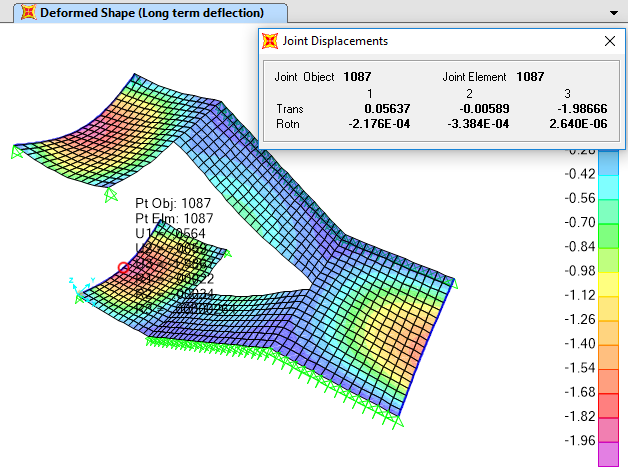 Deformed Shape (Long term deflection)
Joint Displacements
Joint Object 1087 Joint Element 1087
1 2 3
Trans 0.05637 -0.00589 -1.98666
Rotn -2.176E-04 -3.384E-04 2.640E-06
Pt Obj: 1087
Pt Elm: 1087
U1
Z Y
-0.28
-0.42
-0.56
-0.70
-0.84
-0.98
-1.12
-1.26
-1.40
-1.54
-1.68
-1.82
-1.96